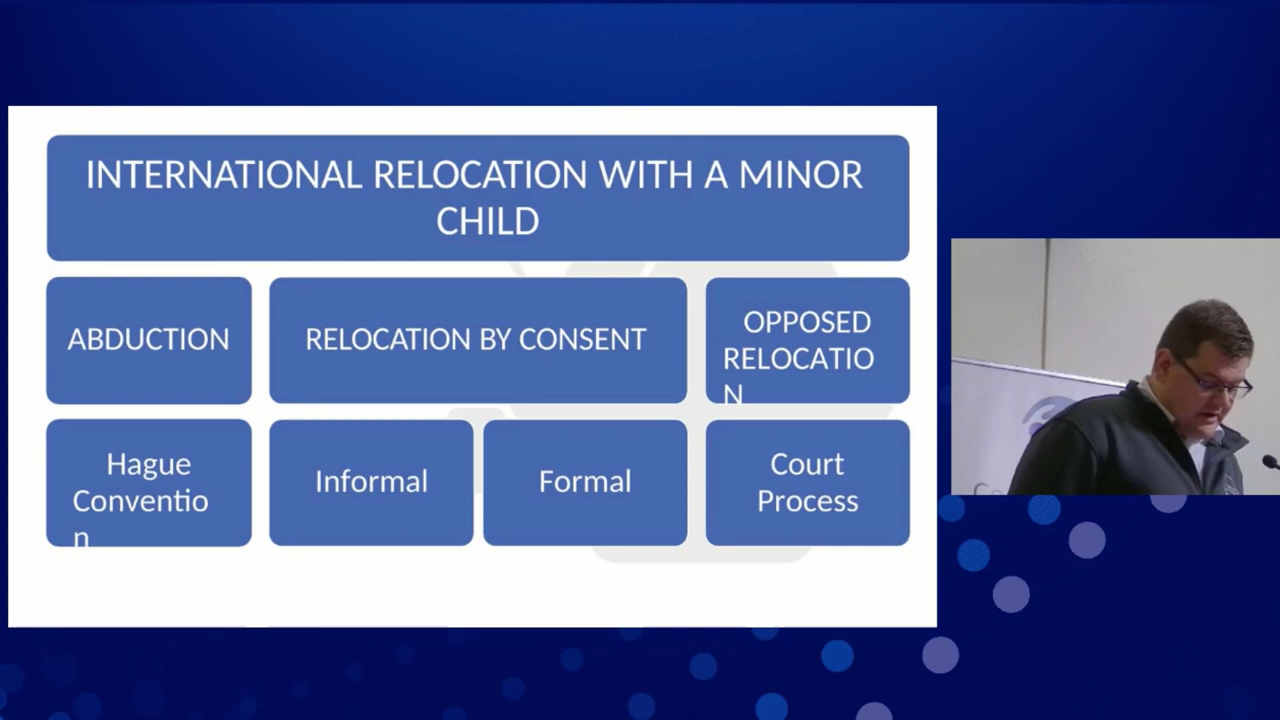 INTERNATIONAL RELOCATION WITH A MINOR
CHILD
ABDUCTION
RELOCATION BY CONSENT
OPPOSED
RELOCATIO
N
Hague
Conventio
n
Informal
Formal
Court
Process